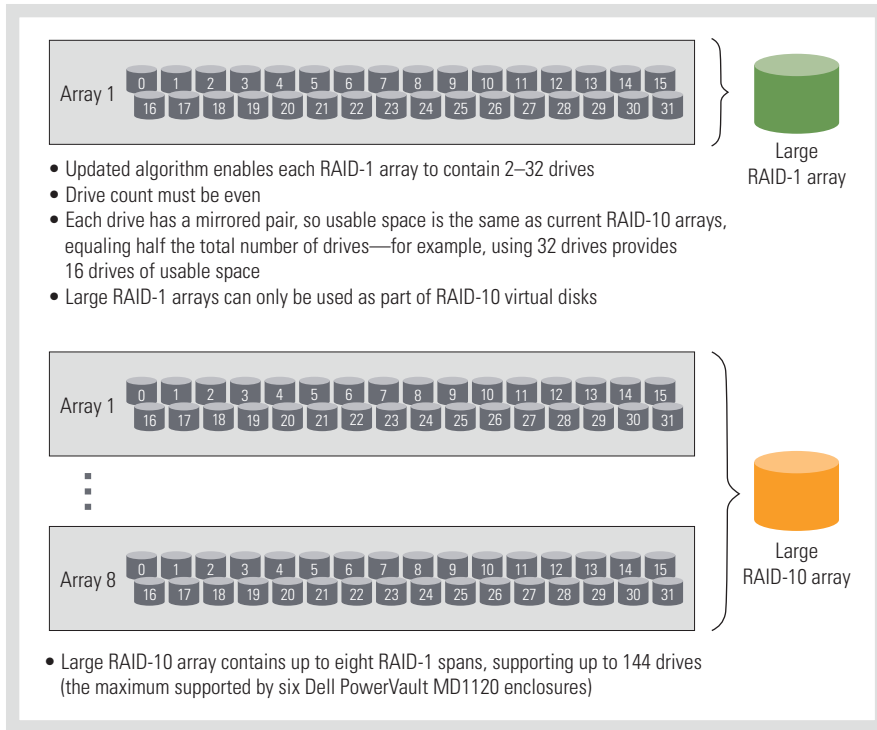 Array 1
0 1 2 3 4 5 6 7 8 9 10 11 12 13 14 15
16 17 18 19 20 21 22 23 24 25 26 27 28 29 30 31
Large
RAID-1 array
• Updated algorithm enables each RAID-1 array to contain 2–32 drives
• Drive count must be even
• Each drive has a mirrored pair, so usable space is the same as current RAID-10 arrays,
equaling half the total number of drives—for example, using 32 drives provides
16 drives of usable space
• Large RAID-1 arrays can only be used as part of RAID-10 virtual disks
Array 1
0 1 2 3 4 5 6 7 8 9 10 11 12 13 14 15
16 17 18 19 20 21 22 23 24 25 26 27 28 29 30 31
Array 8
0 1 2 3 4 5 6 7 8 9 10 11 12 13 14 15
16 17 18 19 20 21 22 23 24 25 26 27 28 29 30 31
Large
RAID-10 array
• Large RAID-10 array contains up to eight RAID-1 spans, supporting up to 144 drives
(the maximum supported by six Dell PowerVault MD1120 enclosures)